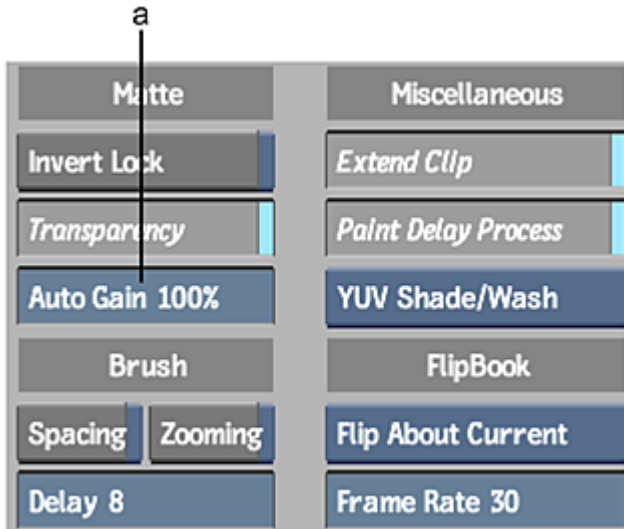 a
Matte
Miscellaneous
Invert Lock
Extend Clip
Transparency
Paint Delay Process
Auto Gain 100%
YUV Shade/Wash
Brush
FlipBook
Spacing
Zooming
Flip About Current
Delay 8
Frame Rate 30